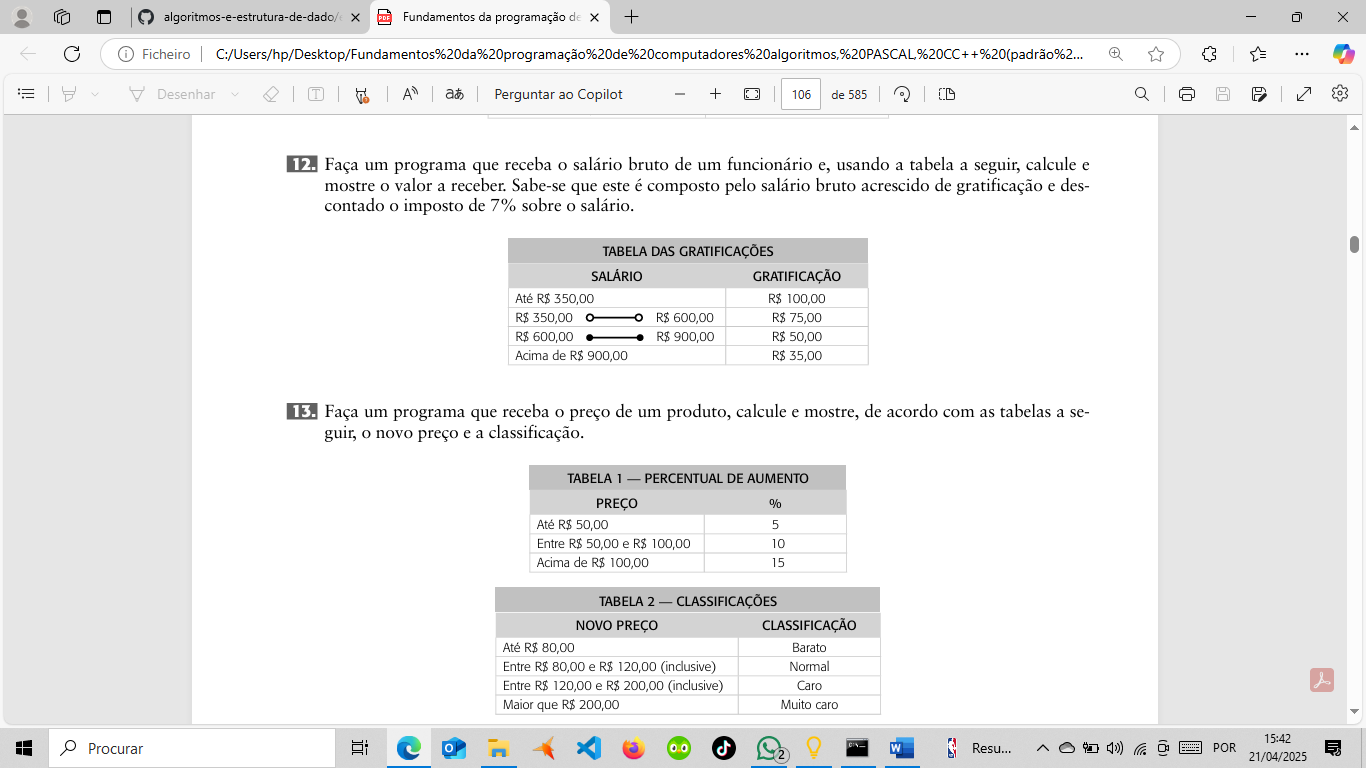 algoritmos-e-estrutura-de-dado/
Fundamentos da programação de
Ficheiro
C:/Users/hp/Desktop/Fundamentos%20da%20programação%20de%20computadores%20algoritmos,%20PASCAL,%20CC++%20(padrão%2...
Desenhar
aあ
Perguntar ao Copilot
106
de 585
12. Faça um programa que receba o salário bruto de um funcionário e, usando a tabela a seguir, calcule e
mostre o valor a receber. Sabe-se que este é composto pelo salário bruto acrescido de gratificação e des-
contado o imposto de 7% sobre o salário.
TABELA DAS GRATIFICAÇÕES
SALÁRIO GRATIFICAÇÃO
Até R$ 350,00 R$ 100,00
R$ 350,00 R$ 600,00 R$ 75,00
R$ 600,00 R$ 900,00 R$ 50,00
Acima de R$ 900,00 R$ 35,00
13. Faça um programa que receba o preço de um produto, calcule e mostre, de acordo com as tabelas a se-
guir, o novo preço e a classificação.
TABELA 1 — PERCENTUAL DE AUMENTO
PREÇO %
Até R$ 50,00 5
Entre R$ 50,00 e R$ 100,00 10
Acima de R$ 100,00 15
TABELA 2 — CLASSIFICAÇÕES
NOVO PREÇO CLASSIFICAÇÃO
Até R$ 80,00 Barato
Entre R$ 80,00 e R$ 120,00 (inclusive) Normal
Entre R$ 120,00 e R$ 200,00 (inclusive) Caro
Maior que R$ 200,00 Muito caro
Procurar
2
Resu...
POR
15:42
21/04/2025